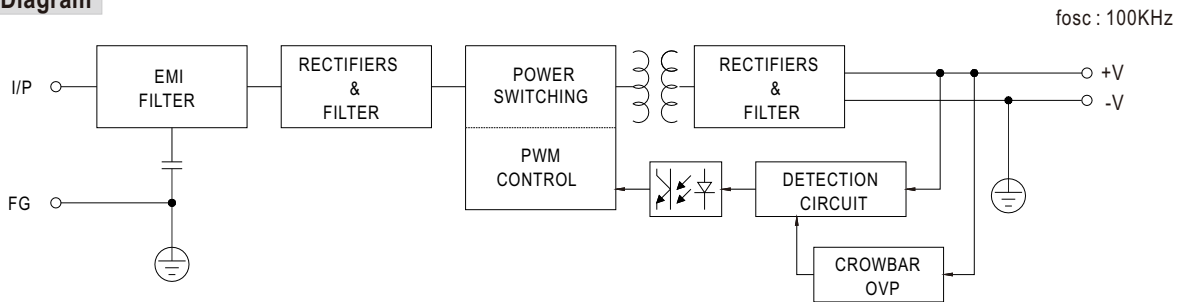 Diagram
fosc : 100KHz
I/P
EMI
FILTER
RECTIFIERS
&
FILTER
POWER
SWITCHING
PWM
CONTROL
RECTIFIERS
&
FILTER
+V
-V
DETECTION
CIRCUIT
CROWBAR
OVP
FG